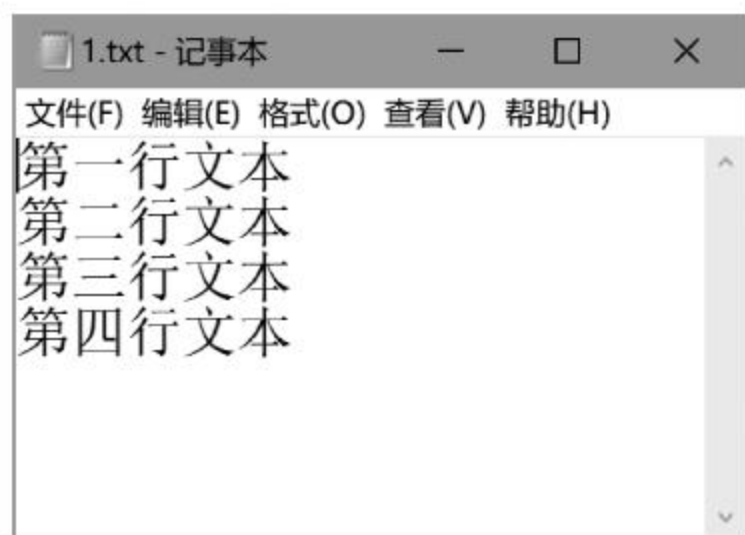 1.txt - 记事本
文件(F) 编辑(E) 格式(O) 查看(V) 帮助(H)
第一行文本
第二行文本
第三行文本
第四行文本